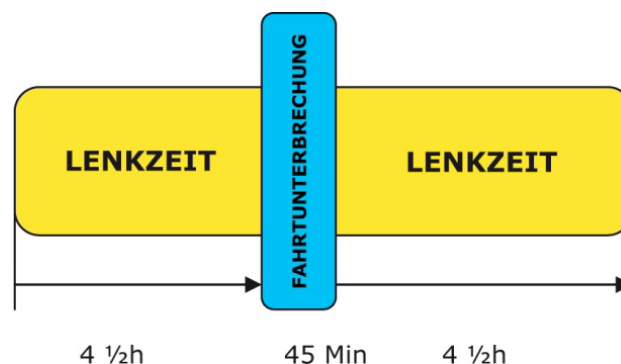 LENKZEIT
FAHRTUNTERBRECHUNG
LENKZEIT
4 ½h
45 Min
4 ½h